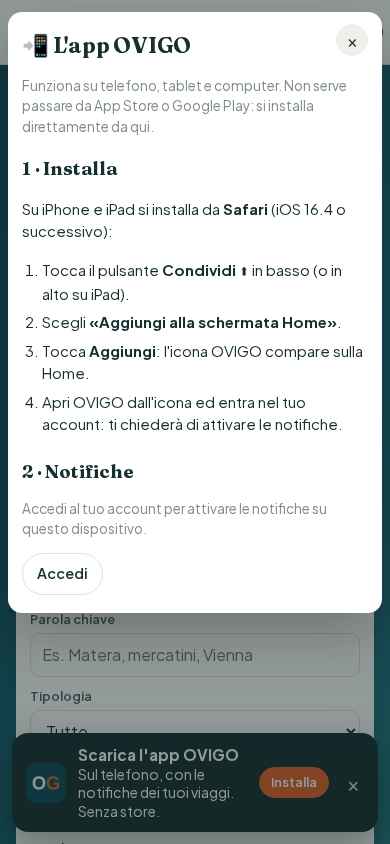 📲 L'app OVIGO
×
Funziona su telefono, tablet e computer. Non serve
passare da App Store o Google Play: si installa
direttamente da qui.
1 · Installa
Su iPhone e iPad si installa da Safari (iOS 16.4 o
successivo):
1. Tocca il pulsante Condividi ⬆ in basso (o in
alto su iPad).
2. Scegli «Aggiungi alla schermata Home».
3. Tocca Aggiungi: l'icona OVIGO compare sulla
Home.
4. Apri OVIGO dall'icona ed entra nel tuo
account: ti chiederà di attivare le notifiche.
2 · Notifiche
Accedi al tuo account per attivare le notifiche su
questo dispositivo.
Accedi
Parola chiave
Es. Matera, mercatini, Vienna
Tipologia
Tutte
OG
Scarica l'app OVIGO
Sul telefono, con le
notifiche dei tuoi viaggi.
Senza store.
Installa
×